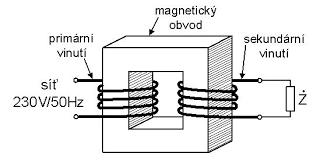 magnetický
obvod
primární
vinutí
sekundární
vinutí
síť
230V/50Hz
Ż